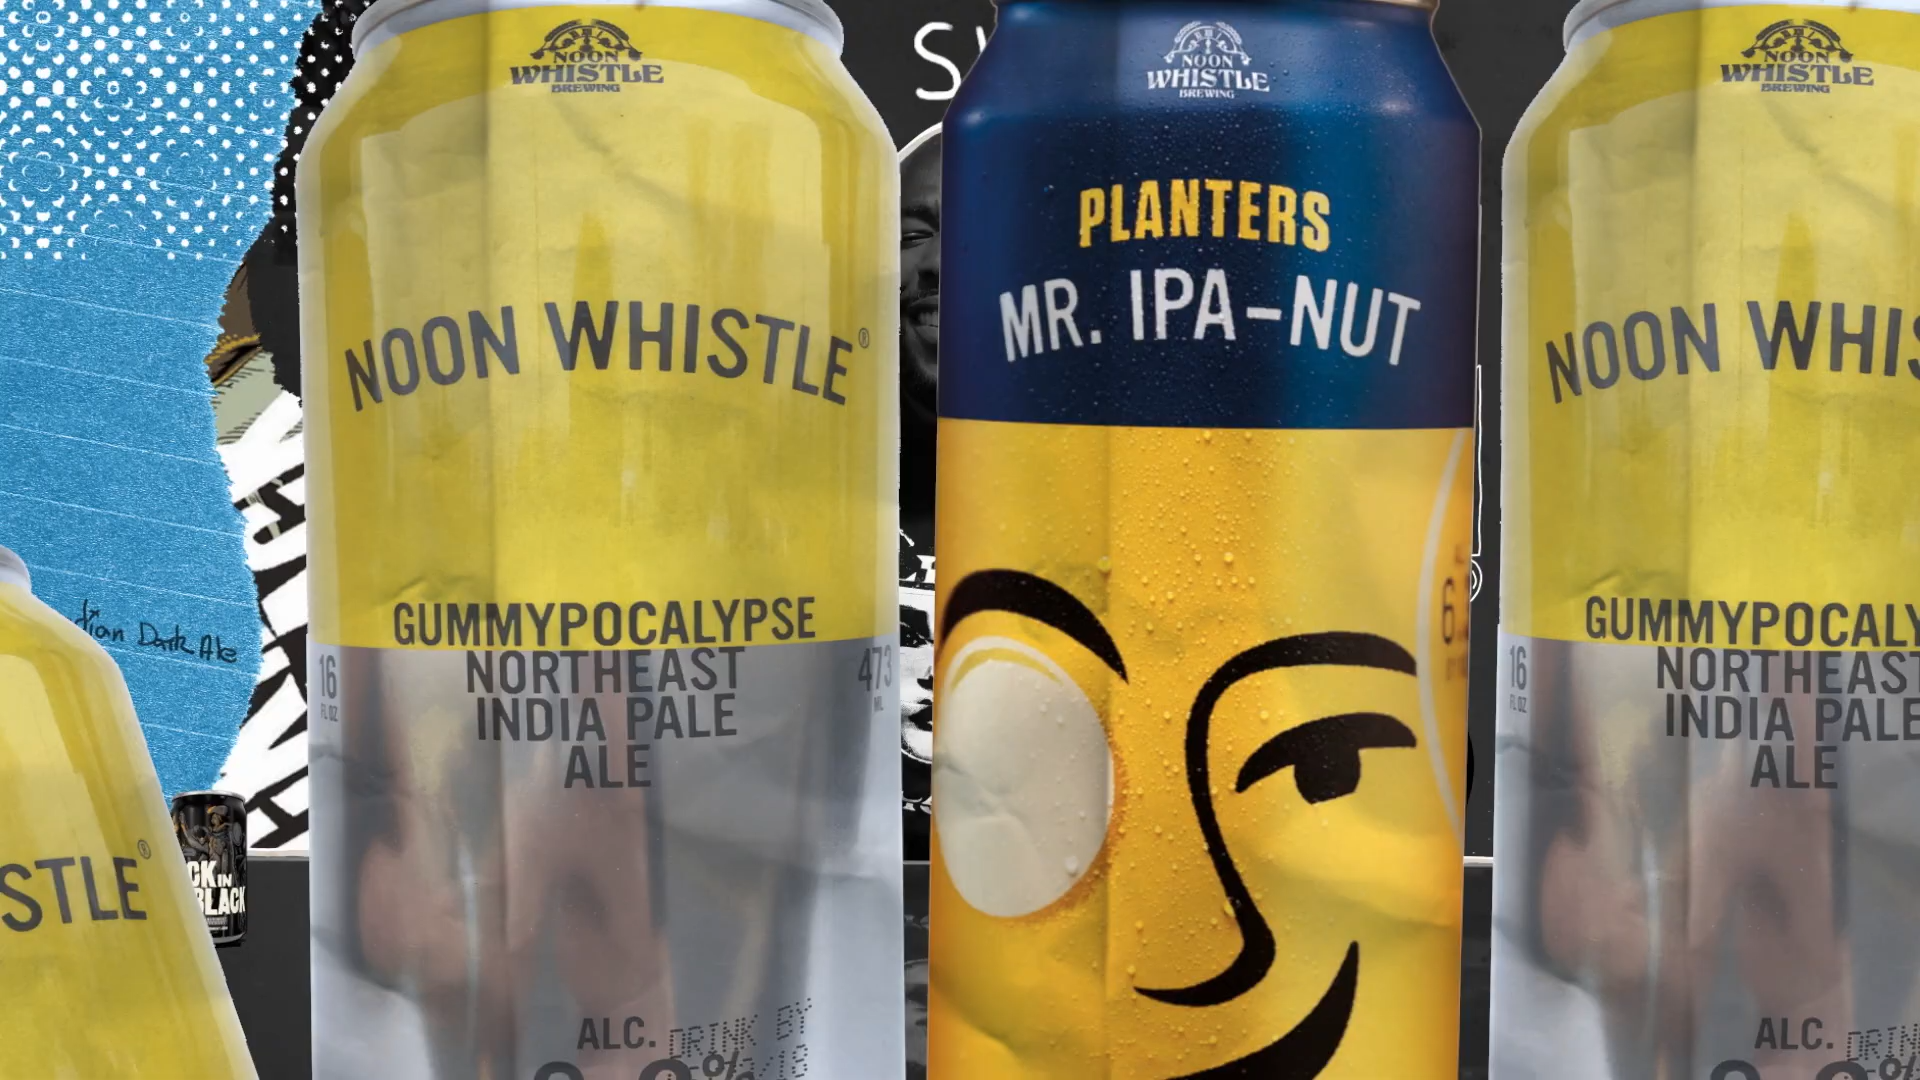 NOON
WHISTLE
BREWING
NOON WHISTLE®
GUMMYPOCALYPSE
NORTHEAST
INDIA PALE
ALE
16
FL OZ
473
ML
ALC.
DRINK BY
NOON
WHISTLE
BREWING
PLANTERS
MR. IPA-NUT
NOON
WHISTLE
BREWING
NOON WHIS
GUMMYPOCALY
NORTHEAST
INDIA PALE
ALE
16
FL OZ
ALC.
DRIN
STLE®
Dark Ale
CK IN
BLACK